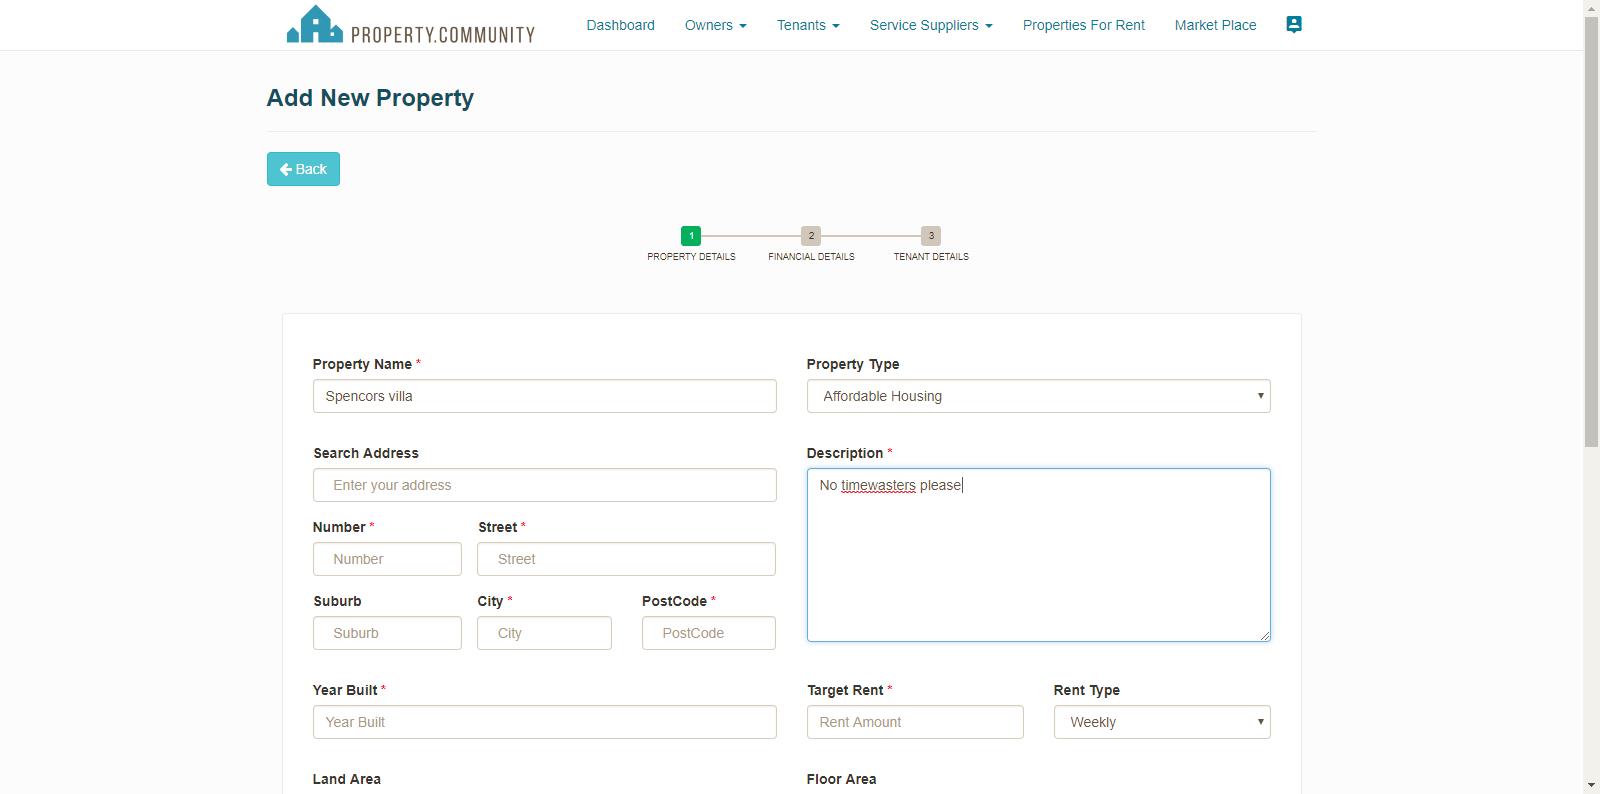 PROPERTY.COMMUNITY
Dashboard Owners Tenants Service Suppliers Properties For Rent Market Place
Add New Property
Back
1 2 3
PROPERTY DETAILS FINANCIAL DETAILS TENANT DETAILS
Property Name * Property Type
Spencors villa Affordable Housing
Search Address Description *
Enter your address No timewasters please
Number * Street *
Number Street
Suburb City * PostCode *
Suburb City PostCode
Year Built * Target Rent * Rent Type
Year Built Rent Amount Weekly
Land Area Floor Area